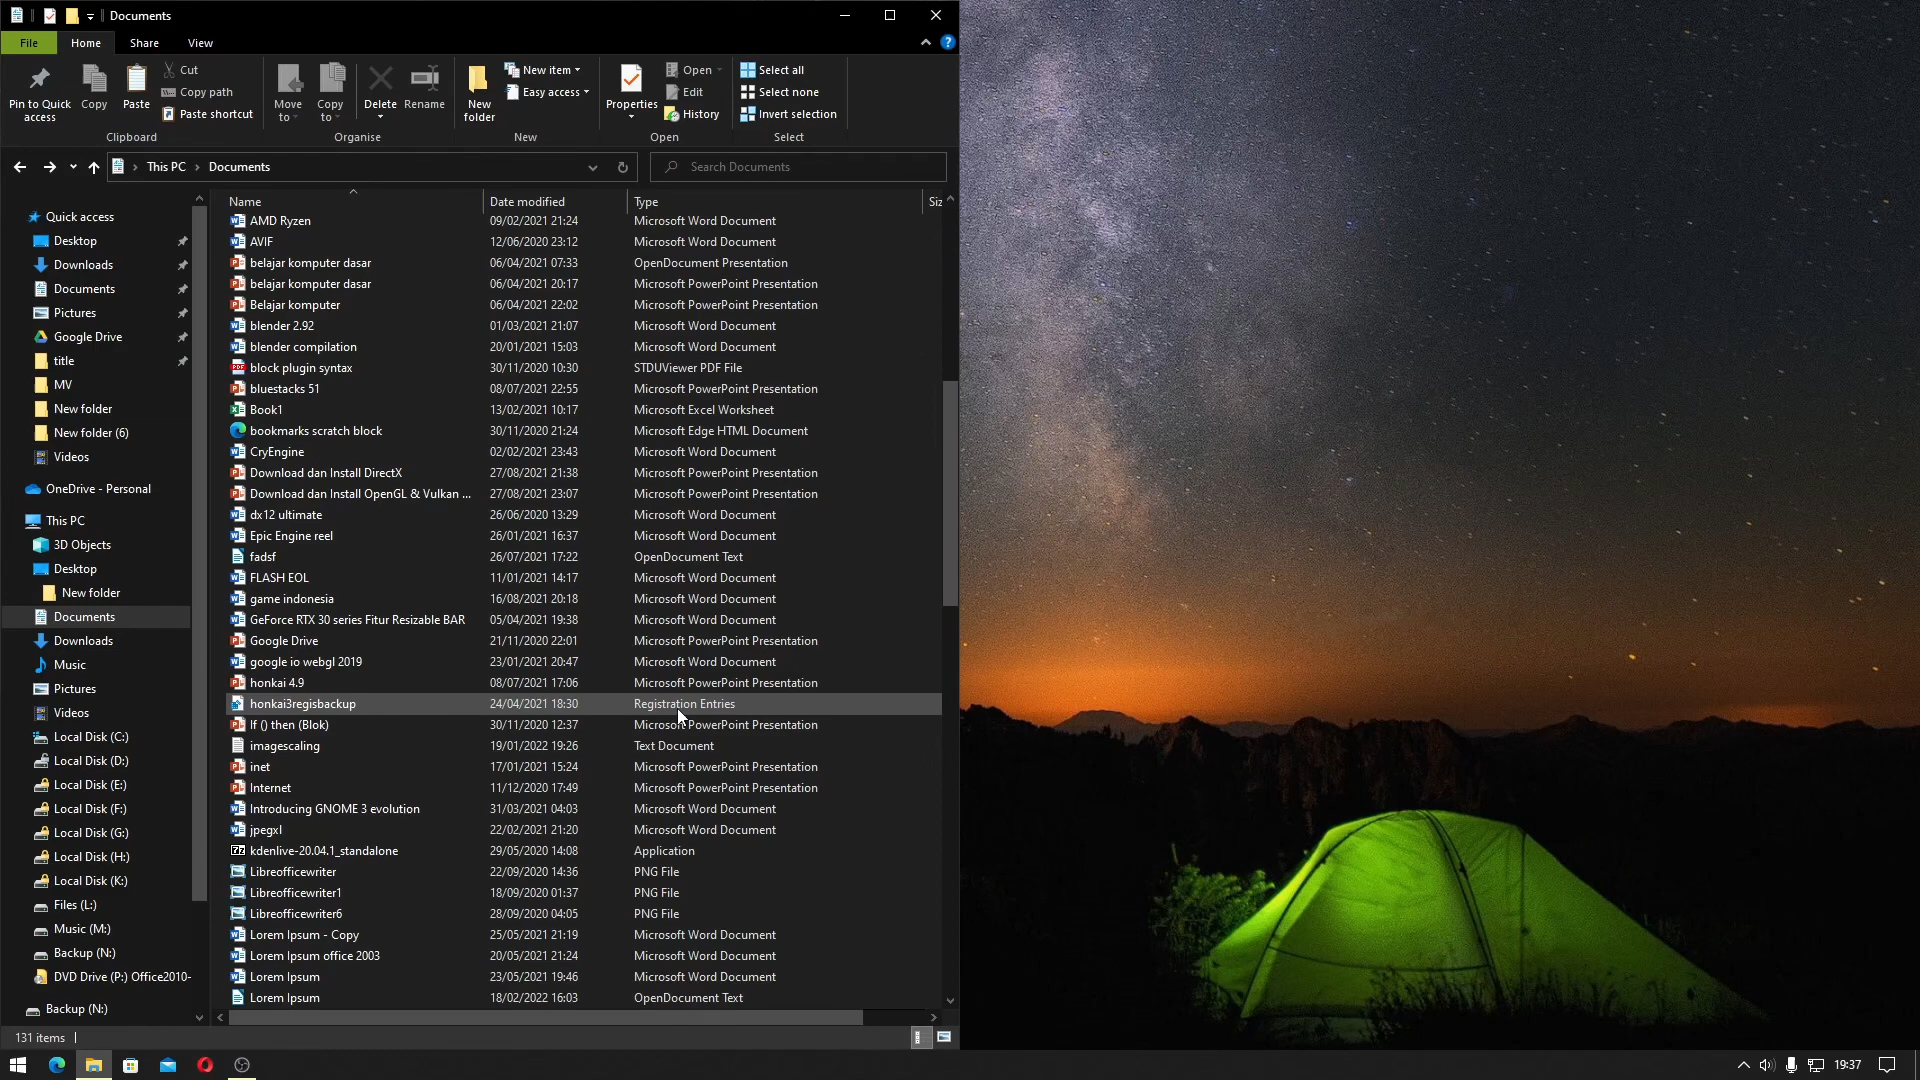 Documents
File Home Share View
Pin to Quick access
Copy
Paste
Cut
Copy path
Paste shortcut
Clipboard
Move to
Copy to
Delete
Rename
Organise
New folder
New item
Easy access
New
Properties
Open
Edit
History
Open
Select all
Select none
Invert selection
Select
This PC > Documents
Search Documents
Quick access
Desktop
Downloads
Documents
Pictures
Google Drive
title
MV
New folder
New folder (6)
Videos
OneDrive - Personal
This PC
3D Objects
Desktop
New folder
Documents
Downloads
Music
Pictures
Videos
Local Disk (C:)
Local Disk (D:)
Local Disk (E:)
Local Disk (F:)
Local Disk (G:)
Local Disk (H:)
Local Disk (K:)
Files (L:)
Music (M:)
Backup (N:)
DVD Drive (P:) Office2010-
Backup (N:)
Name Date modified Type Siz
AMD Ryzen 09/02/2021 21:24 Microsoft Word Document
AVIF 12/06/2020 23:12 Microsoft Word Document
belajar komputer dasar 06/04/2021 07:33 OpenDocument Presentation
belajar komputer dasar 06/04/2021 20:17 Microsoft PowerPoint Presentation
Belajar komputer 06/04/2021 22:02 Microsoft PowerPoint Presentation
blender 2.92 01/03/2021 21:07 Microsoft Word Document
blender compilation 20/01/2021 15:03 Microsoft Word Document
block plugin syntax 30/11/2020 10:30 STDUViewer PDF File
bluestacks 51 08/07/2021 22:55 Microsoft PowerPoint Presentation
Book1 13/02/2021 10:17 Microsoft Excel Worksheet
bookmarks scratch block 30/11/2020 21:24 Microsoft Edge HTML Document
CryEngine 02/02/2021 23:43 Microsoft Word Document
Download dan Install DirectX 27/08/2021 21:38 Microsoft PowerPoint Presentation
Download dan Install OpenGL & Vulkan ... 27/08/2021 23:07 Microsoft PowerPoint Presentation
dx12 ultimate 26/06/2020 13:29 Microsoft Word Document
Epic Engine reel 26/01/2021 16:37 Microsoft Word Document
fadsf 26/07/2021 17:22 OpenDocument Text
FLASH EOL 11/01/2021 14:17 Microsoft Word Document
game indonesia 16/08/2021 20:18 Microsoft Word Document
GeForce RTX 30 series Fitur Resizable BAR 05/04/2021 19:38 Microsoft Word Document
Google Drive 21/11/2020 22:01 Microsoft PowerPoint Presentation
google io webgl 2019 23/01/2021 20:47 Microsoft Word Document
honkai 4.9 08/07/2021 17:06 Microsoft PowerPoint Presentation
honkai3regisbackup 24/04/2021 18:30 Registration Entries
If () then (Blok) 30/11/2020 12:37 Microsoft PowerPoint Presentation
imagescaling 19/01/2022 19:26 Text Document
inet 17/01/2021 15:24 Microsoft PowerPoint Presentation
Internet 11/12/2020 17:49 Microsoft PowerPoint Presentation
Introducing GNOME 3 evolution 31/03/2021 04:03 Microsoft Word Document
jpegxl 22/02/2021 21:20 Microsoft Word Document
kdenlive-20.04.1_standalone 29/05/2020 14:08 Application
Libreofficewriter 22/09/2020 14:36 PNG File
Libreofficewriter1 18/09/2020 01:37 PNG File
Libreofficewriter6 28/09/2020 04:05 PNG File
Lorem Ipsum - Copy 25/05/2021 21:19 Microsoft Word Document
Lorem Ipsum office 2003 20/05/2021 21:24 Microsoft Word Document
Lorem Ipsum 23/05/2021 19:46 Microsoft Word Document
Lorem Ipsum 18/02/2022 16:03 OpenDocument Text
131 items
19:37